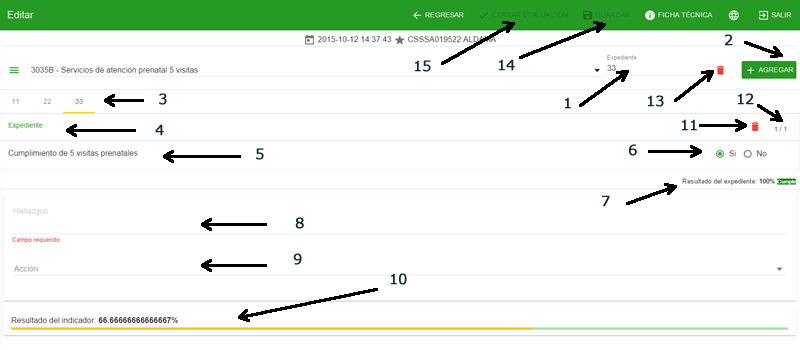 Editar
REGRESAR
CERRAR EVALUACIÓN
GUARDAR
FICHA TÉCNICA
SALIR
2015-10-12 14:37:43 CSSSA019522 ALDAMA
15
14
2
3035B - Servicios de atención prenatal 5 visitas
Expediente
33
AGREGAR
1
13
12
11 22 33
3
Expediente
4
11
1 / 1
Cumplimiento de 5 visitas prenatales
5
6
Si No
Resultado del expediente: 100% Cumple
7
Hallazgos
8
Campo requerido
Acción
9
10
Resultado del indicador: 66.66666666666667%